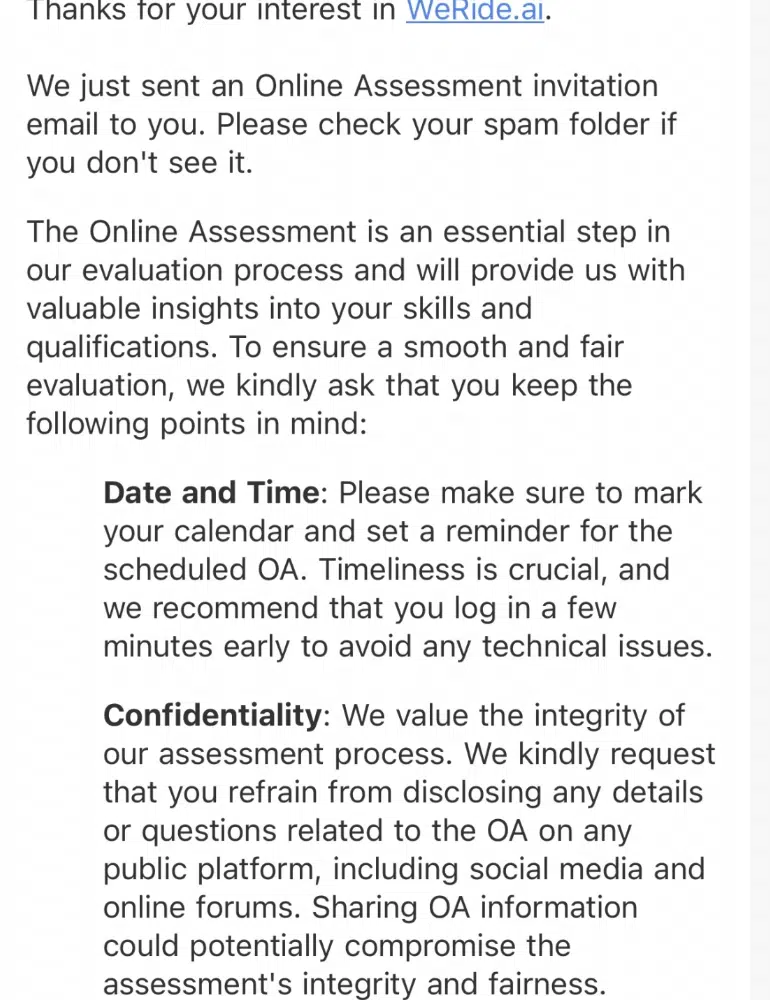 Thanks for your interest in WeRide.ai.
We just sent an Online Assessment invitation
email to you. Please check your spam folder if
you don't see it.
The Online Assessment is an essential step in
our evaluation process and will provide us with
valuable insights into your skills and
qualifications. To ensure a smooth and fair
evaluation, we kindly ask that you keep the
following points in mind:
Date and Time: Please make sure to mark
your calendar and set a reminder for the
scheduled OA. Timeliness is crucial, and
we recommend that you log in a few
minutes early to avoid any technical issues.
Confidentiality: We value the integrity of
our assessment process. We kindly request
that you refrain from disclosing any details
or questions related to the OA on any
public platform, including social media and
online forums. Sharing OA information
could potentially compromise the
assessment's integrity and fairness.